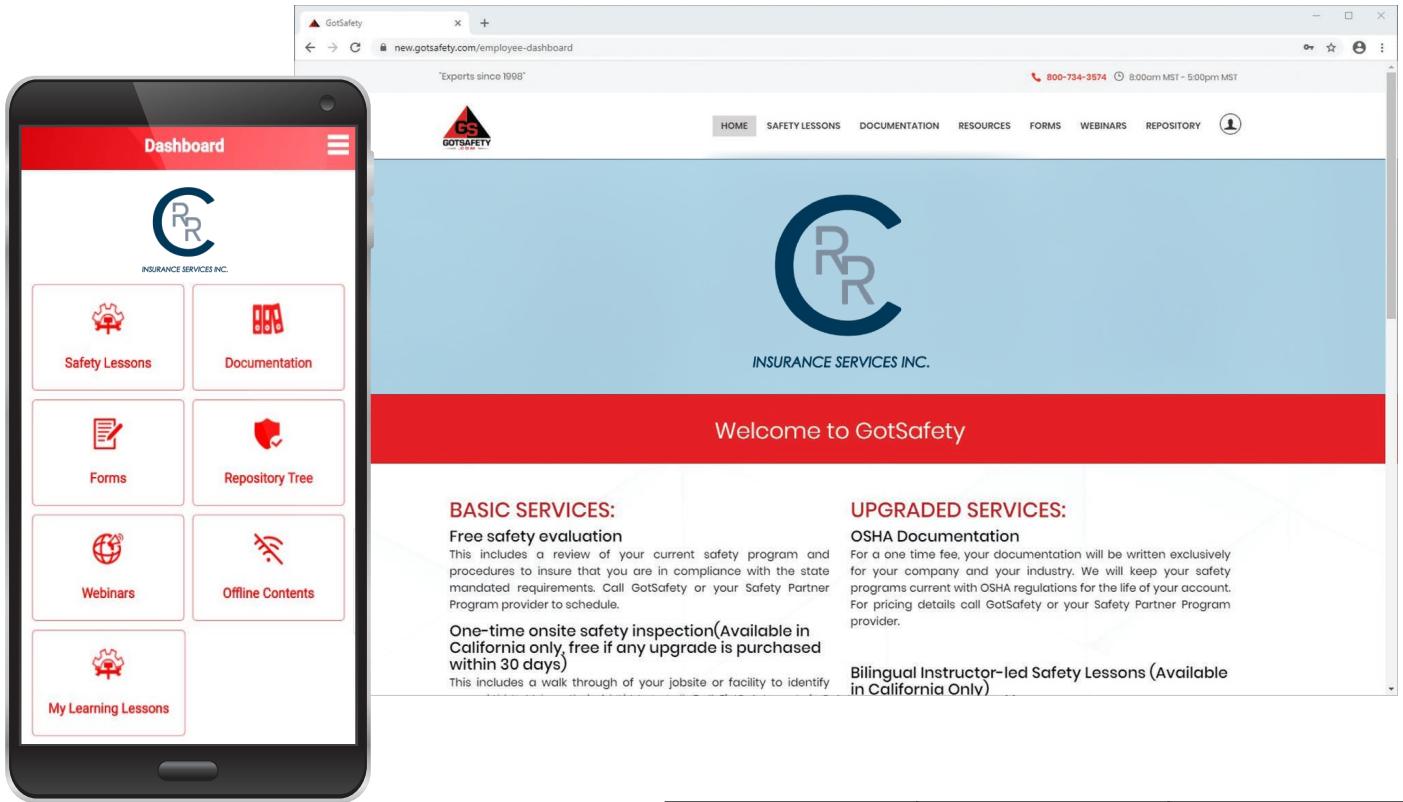 GotSafety
new.gotsafety.com/employee-dashboard
"Experts since 1998"
800-734-3574 8:00am MST - 5:00pm MST
GS
GOTSAFETY
.COM
HOME SAFETY LESSONS DOCUMENTATION RESOURCES FORMS WEBINARS REPOSITORY
CRR
INSURANCE SERVICES INC.
Welcome to GotSafety
BASIC SERVICES:
Free safety evaluation
This includes a review of your current safety program and
procedures to insure that you are in compliance with the state
mandated requirements. Call GotSafety or your Safety Partner
Program provider to schedule.
One-time onsite safety inspection(Available in
California only, free if any upgrade is purchased
within 30 days)
This includes a walk through of your jobsite or facility to identify
UPGRADED SERVICES:
OSHA Documentation
For a one time fee, your documentation will be written exclusively
for your company and your industry. We will keep your safety
programs current with OSHA regulations for the life of your account.
For pricing details call GotSafety or your Safety Partner Program
provider.
Bilingual Instructor-led Safety Lessons (Available
in California Only)
Dashboard
CRR
INSURANCE SERVICES INC.
Safety Lessons
Documentation
Forms
Repository Tree
Webinars
Offline Contents
My Learning Lessons